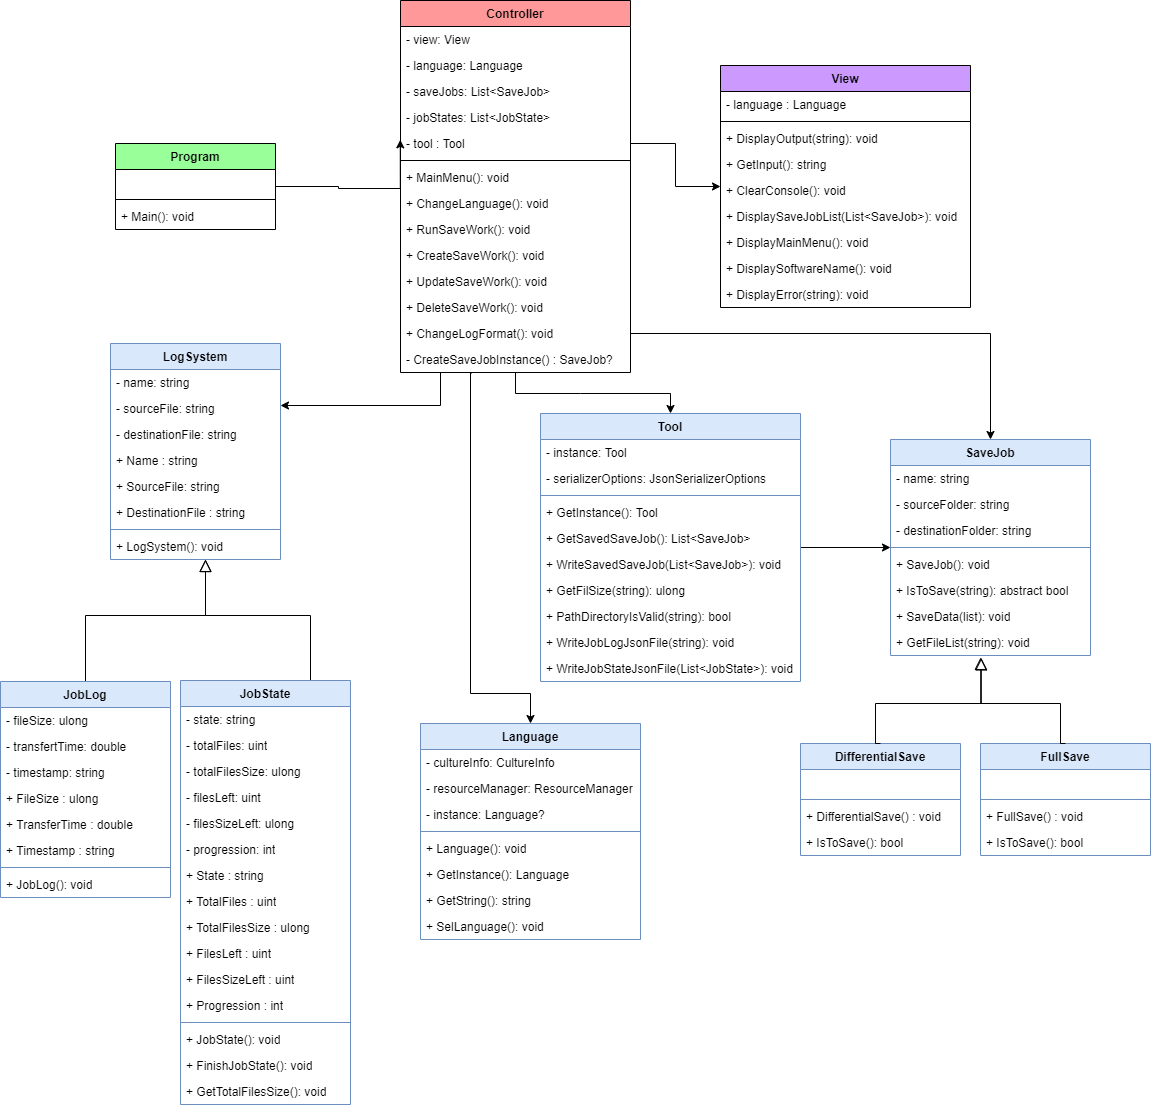 Controller
- view: View
- language: Language
- saveJobs: List<SaveJob>
- jobStates: List<JobState>
- tool : Tool
+ MainMenu(): void
+ ChangeLanguage(): void
+ RunSaveWork(): void
+ CreateSaveWork(): void
+ UpdateSaveWork(): void
+ DeleteSaveWork(): void
+ ChangeLogFormat(): void
- CreateSaveJobInstance() : SaveJob?
View
- language : Language
+ DisplayOutput(string): void
+ GetInput(): string
+ ClearConsole(): void
+ DisplaySaveJobList(List<SaveJob>): void
+ DisplayMainMenu(): void
+ DisplaySoftwareName(): void
+ DisplayError(string): void
Program
+ Main(): void
LogSystem
- name: string
- sourceFile: string
- destinationFile: string
+ Name : string
+ SourceFile: string
+ DestinationFile : string
+ LogSystem(): void
Tool
- instance: Tool
- serializerOptions: JsonSerializerOptions
+ GetInstance(): Tool
+ GetSavedSaveJob(): List<SaveJob>
+ WriteSavedSaveJob(List<SaveJob>): void
+ GetFilSize(string): ulong
+ PathDirectoryIsValid(string): bool
+ WriteJobLogJsonFile(string): void
+ WriteJobStateJsonFile(List<JobState>): void
SaveJob
- name: string
- sourceFolder: string
- destinationFolder: string
+ SaveJob(): void
+ IsToSave(string): abstract bool
+ SaveData(list): void
+ GetFileList(string): void
JobLog
- fileSize: ulong
- transfertTime: double
- timestamp: string
+ FileSize : ulong
+ TransferTime : double
+ Timestamp : string
+ JobLog(): void
JobState
- state: string
- totalFiles: uint
- totalFilesSize: ulong
- filesLeft: uint
- filesSizeLeft: ulong
- progression: int
+ State : string
+ TotalFiles : uint
+ TotalFilesSize : ulong
+ FilesLeft : uint
+ FilesSizeLeft : uint
+ Progression : int
+ JobState(): void
+ FinishJobState(): void
+ GetTotalFilesSize(): void
Language
- cultureInfo: CultureInfo
- resourceManager: ResourceManager
- instance: Language?
+ Language(): void
+ GetInstance(): Language
+ GetString(): string
+ SelLanguage(): void
DifferentialSave
+ DifferentialSave() : void
+ IsToSave(): bool
FullSave
+ FullSave() : void
+ IsToSave(): bool